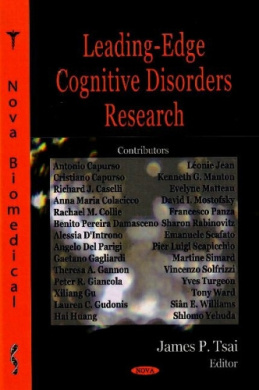 Leading-Edge
Cognitive Disorders
Research
Nova Biomedical
Contributors
Antonio Capurso
Cristiano Capurso
Richard J. Caselli
Anna Maria Colacicco
Rachael M. Collie
Benito Pereira Damasceno
Alessia D'Introno
Angelo Del Parigi
Gaetano Gagliardi
Theresa A. Gannon
Peter R. Giancola
Xiliang Gu
Lauren C. Gudonis
Hai Huang
Léonie Jean
Kenneth G. Manton
Evelyne Matteau
David I. Mostofsky
Francesco Panza
Sharon Rabinovitz
Emanuele Scafato
Pier Luigi Scapicchio
Martine Simard
Vincenzo Solfrizzi
Yves Turgeon
Tony Ward
Siân E. Williams
Shlomo Yehuda
James P. Tsai
Editor
NOVA